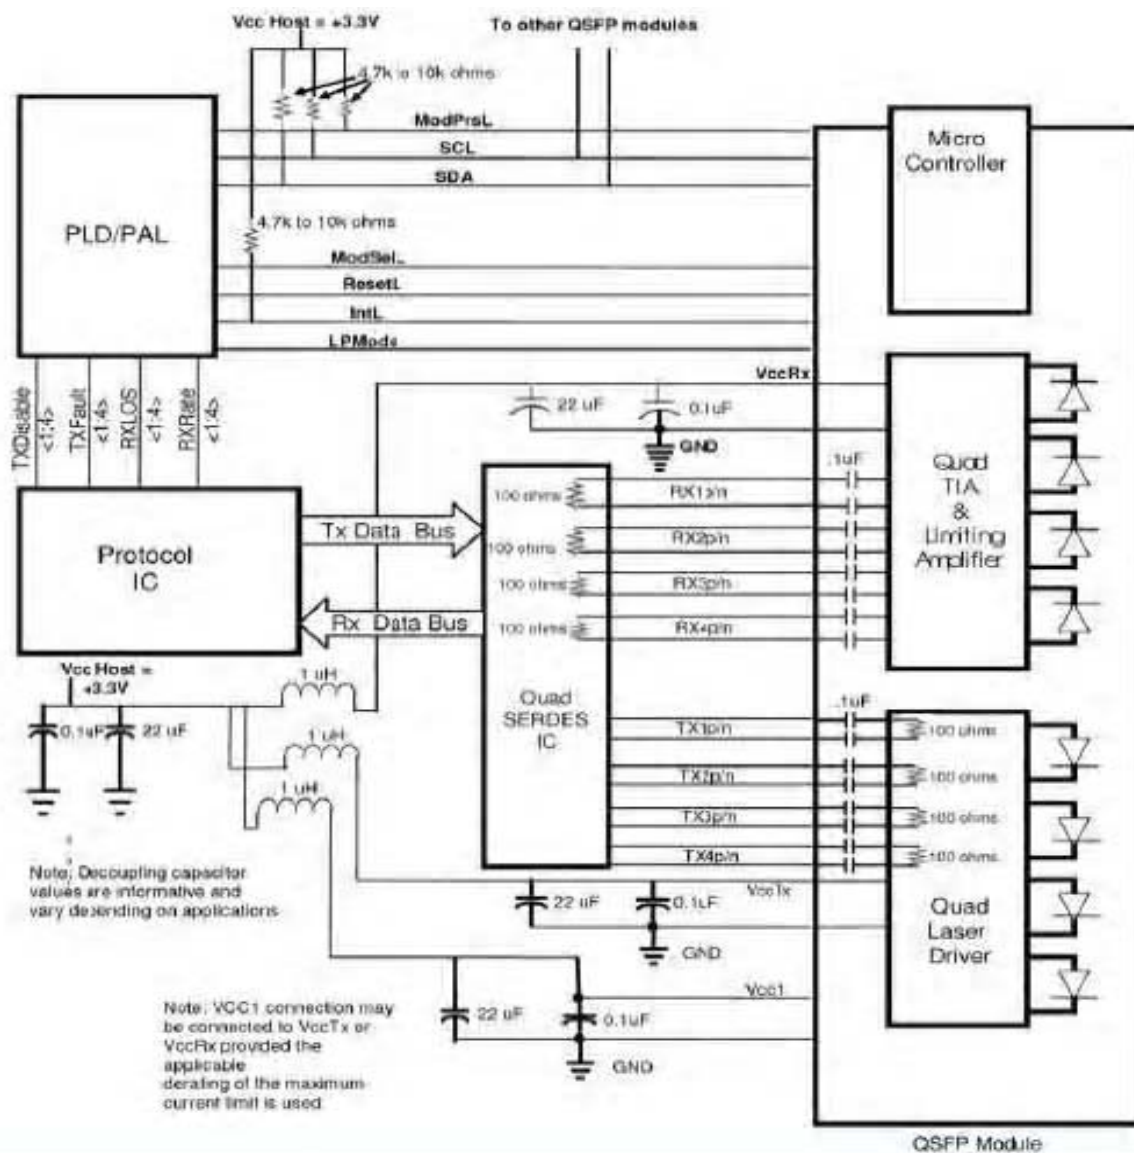 Vcc Host = +3.3V
To other QSFP modules
4.7k to 10k ohms
ModPrsL
SCL
SDA
Micro
Controller
PLD/PAL
4.7k to 10k ohms
ModSelL
ResetL
IntL
LPMode
TXDisable
<1:4>
TXFault
<1:4>
RXLOS
<1:4>
RXRate
<1:4>
VccRx
22 uF
0.1uF
GND
.1uF
Quad
TIA
&
Limiting
Amplifier
100 ohms
RX1p/n
Tx Data Bus
100 ohms
RX2p/n
Protocol
IC
100 ohms
RX3p/n
Rx Data Bus
100 ohms
RX4p/n
Vcc Host =
+3.3V
1 uH
0.1uF
22 uF
1 uH
1 uH
Quad
SERDES
IC
.1uF
TX1p/n
100 ohms
TX2p/n
100 ohms
TX3p/n
100 ohms
TX4p/n
100 ohms
Note: Decoupling capacitor
values are informative and
vary depending on applications
VccTx
22 uF
0.1uF
GND
Quad
Laser
Driver
Vcc1
22 uF
0.1uF
GND
Note: VCC1 connection may
be connected to VccTx or
VccRx provided the
applicable
derating of the maximum
current limit is used
QSFP Module